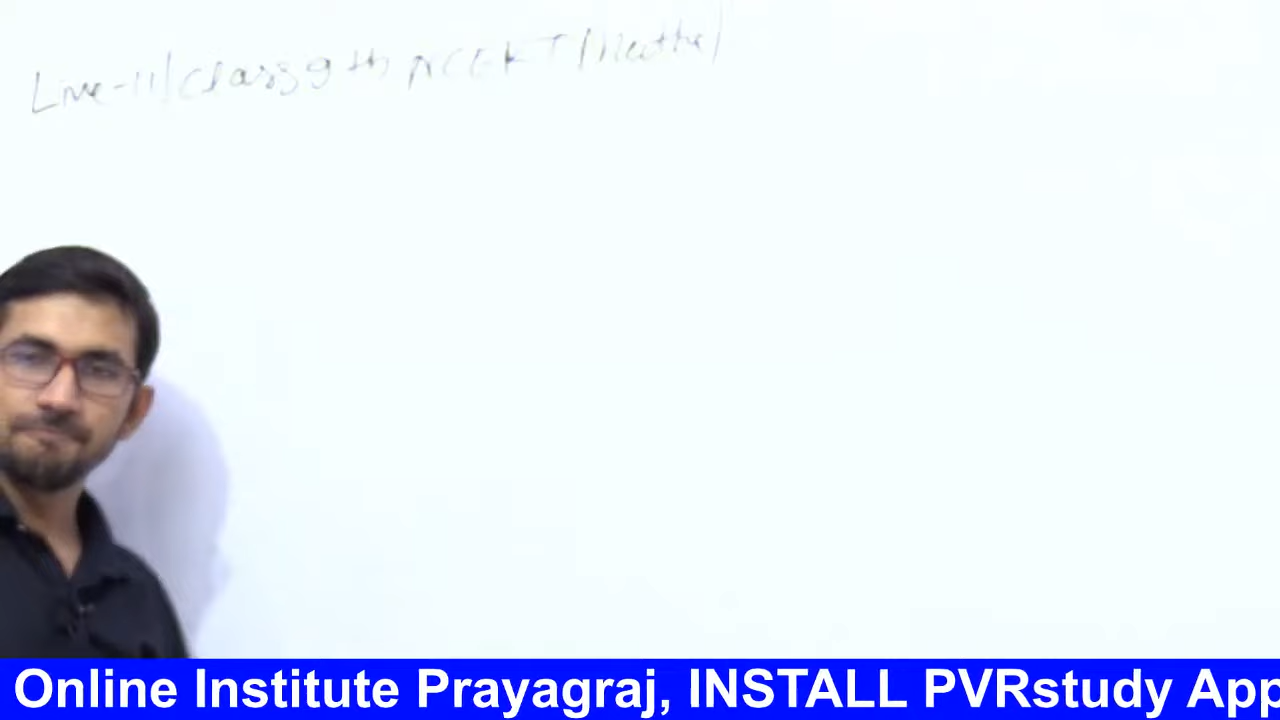 Live-11/Class 9th NCERT/Maths/
Online Institute Prayagraj, INSTALL PVRstudy App